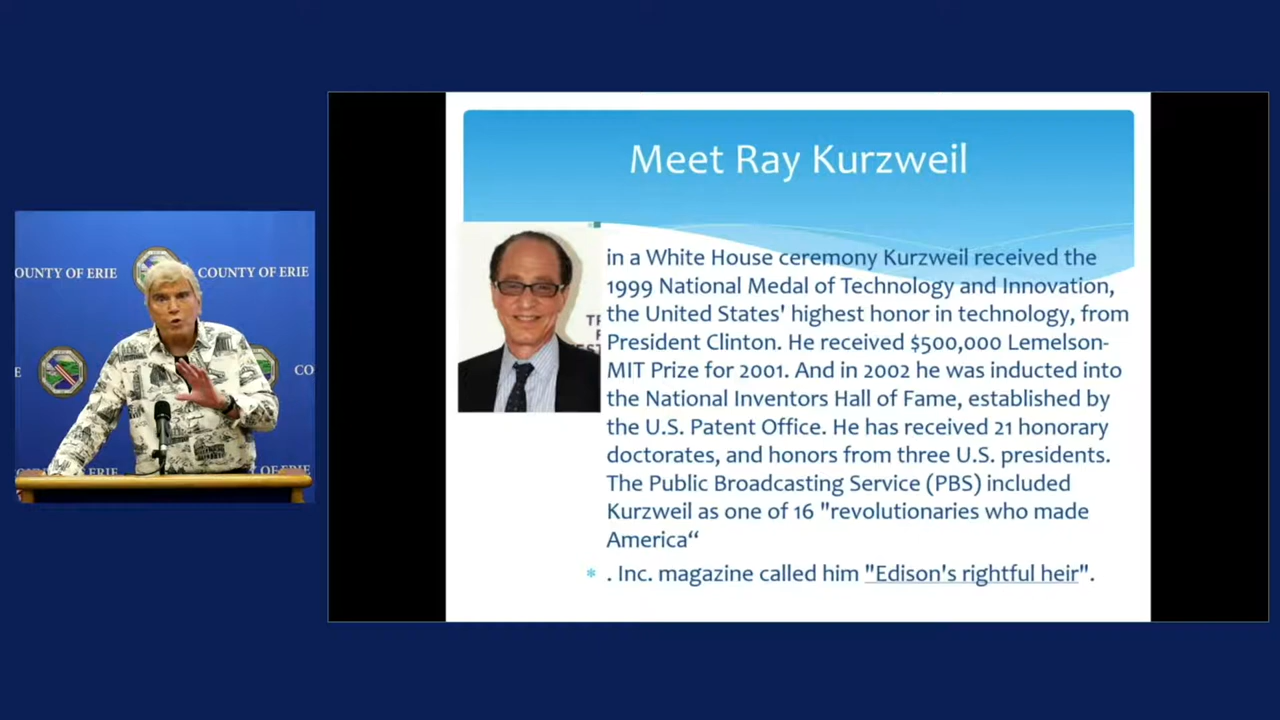 Meet Ray Kurzweil
in a White House ceremony Kurzweil received the
1999 National Medal of Technology and Innovation,
the United States' highest honor in technology, from
President Clinton. He received $500,000 Lemelson-
MIT Prize for 2001. And in 2002 he was inducted into
the National Inventors Hall of Fame, established by
the U.S. Patent Office. He has received 21 honorary
doctorates, and honors from three U.S. presidents.
The Public Broadcasting Service (PBS) included
Kurzweil as one of 16 "revolutionaries who made
America“
* . Inc. magazine called him "Edison's rightful heir".
OUNTY OF ERIE
COUNTY OF ERIE
E
CO
OF ERIE